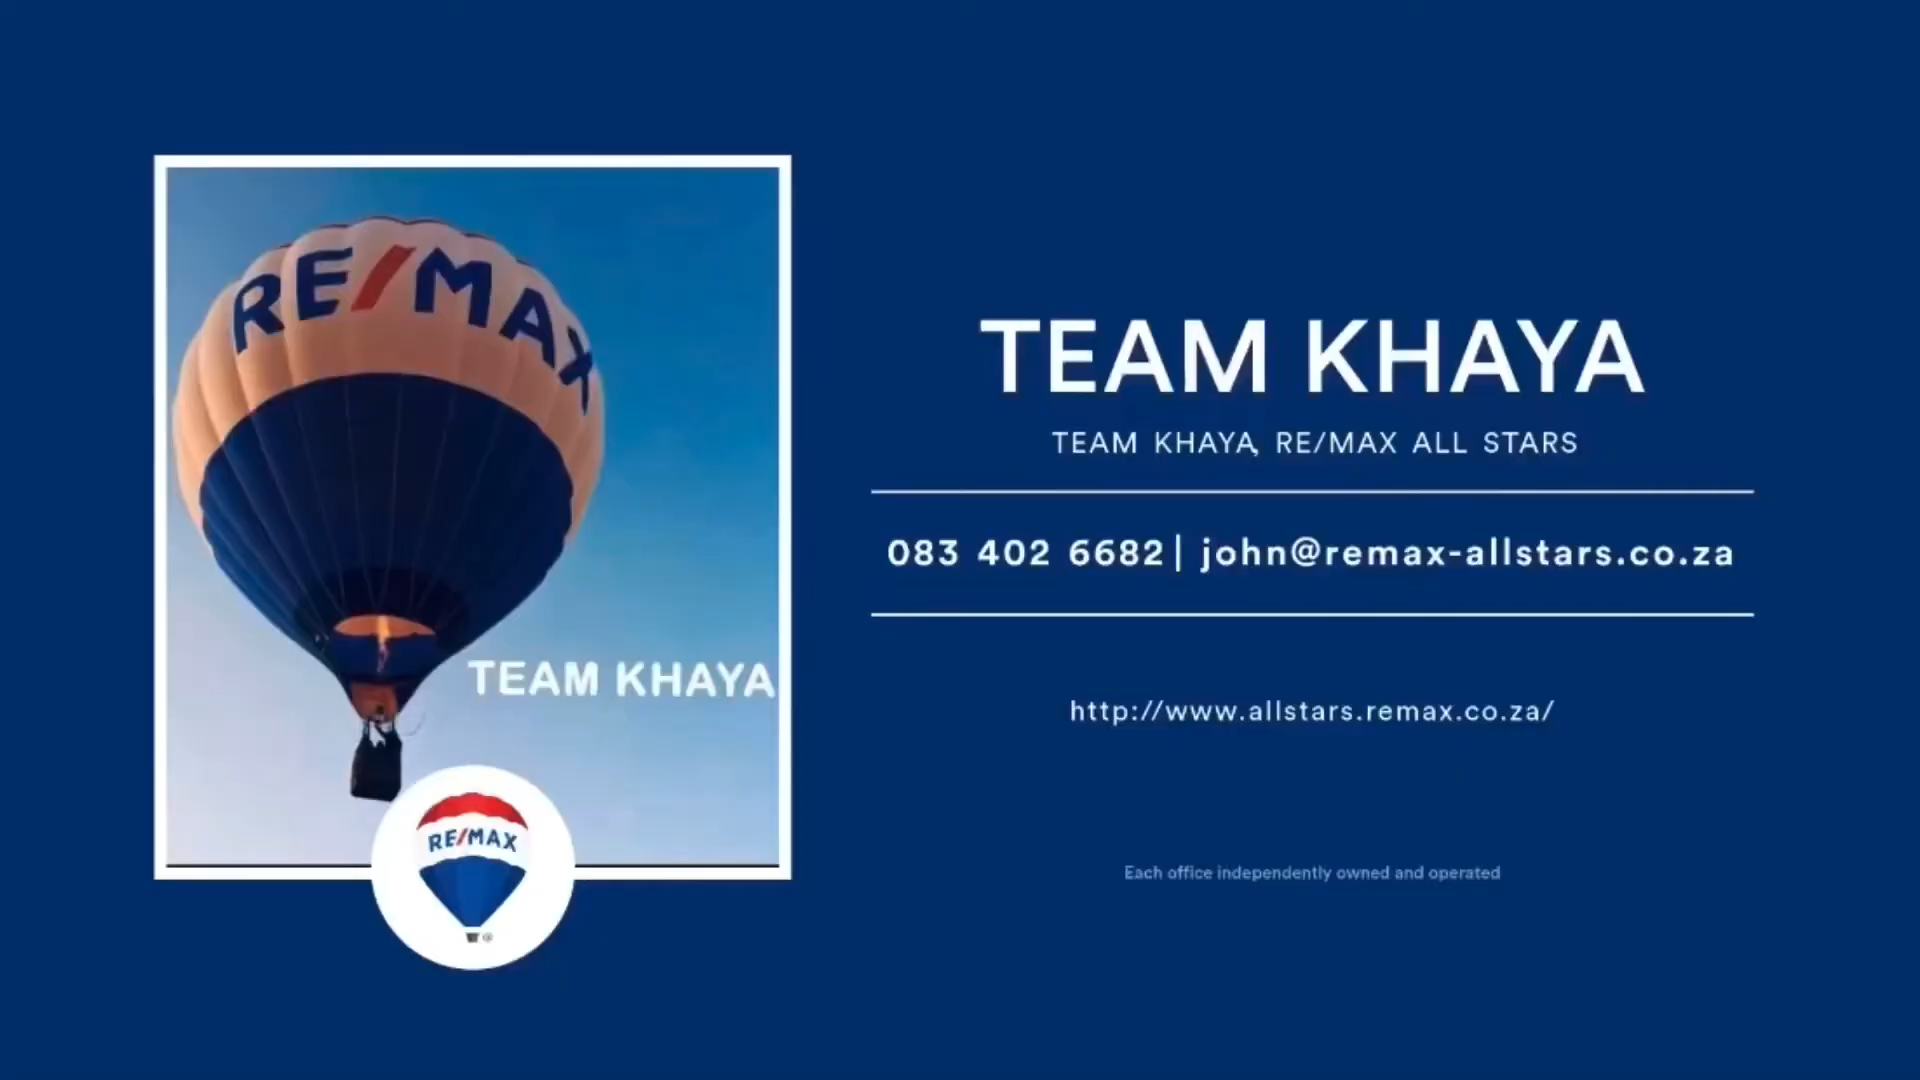 RE/MAX
TEAM KHAYA
RE/MAX
TEAM KHAYA
TEAM KHAYA, RE/MAX ALL STARS
083 402 6682 | john@remax-allstars.co.za
http://www.allstars.remax.co.za/
Each office independently owned and operated